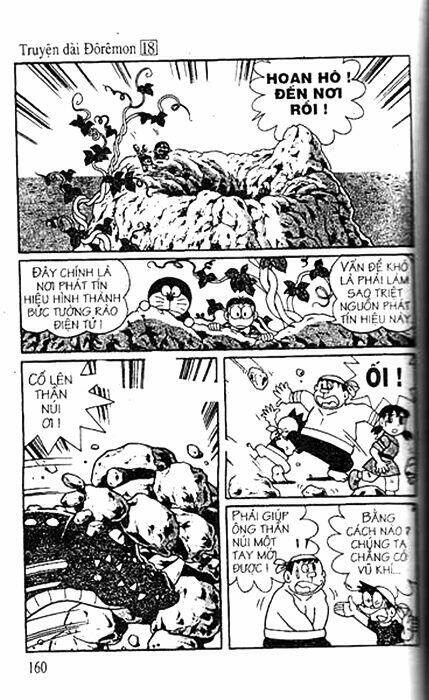 Truyện dài Đôrêmon 18
HOAN HÔ !
ĐẾN NƠI
RỒI !
ĐÂY CHÍNH LÀ
NƠI PHÁT TÍN
HIỆU HÌNH THÀNH
BỨC TƯỜNG RÀO
ĐIỆN TỬ !
VẤN ĐỀ KHÓ
LÀ PHẢI LÀM
SAO TRIỆT
NGUỒN PHÁT
TÍN HIỆU NÀY
CỐ LÊN
THẦN
NÚI
ƠI !
ỐI !
PHẢI GIÚP
ÔNG THẦN
NÚI MỘT
TAY MỚI
ĐƯỢC !
!
BẰNG
CÁCH NÀO ?
CHÚNG TA
CHẲNG CÓ
VŨ KHÍ...
160